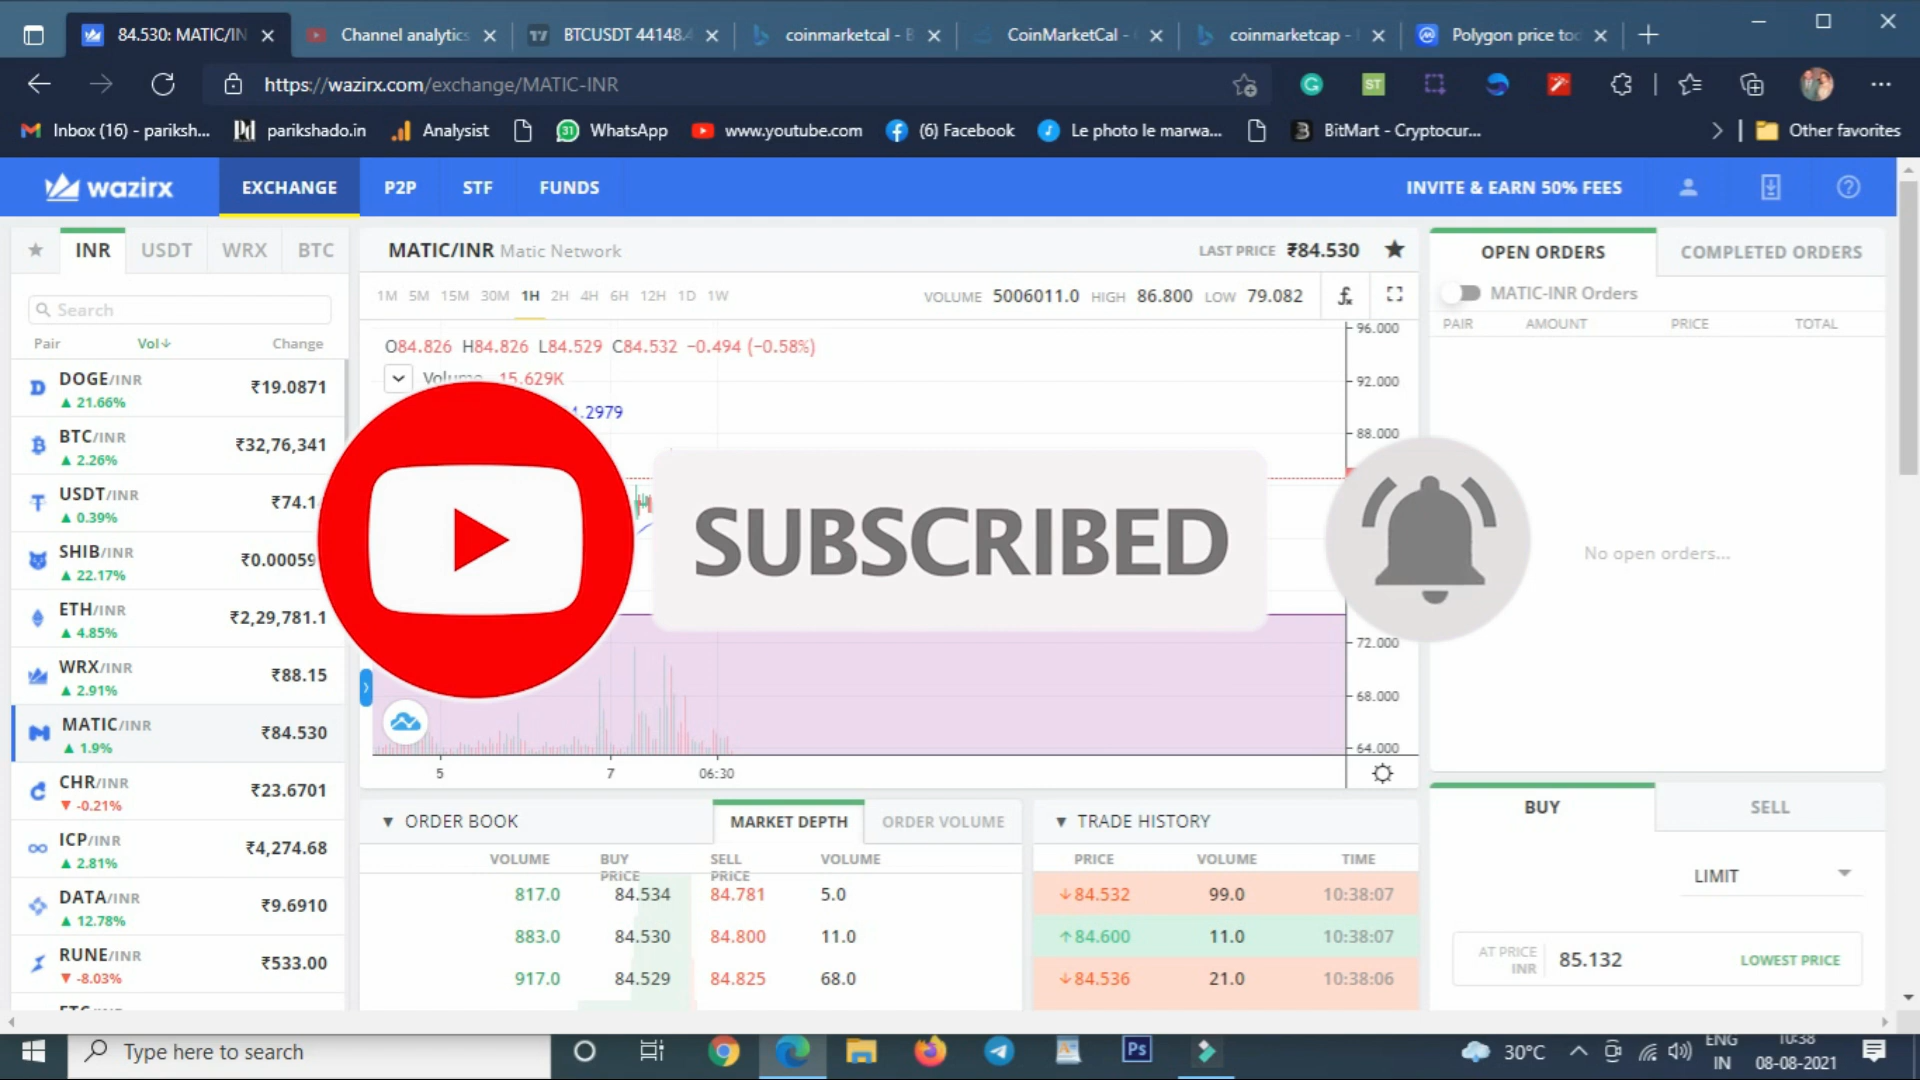 84.530: MATIC/IN
Channel analytics
BTCUSDT 44148.4
coinmarketcal - B
CoinMarketCal -
coinmarketcap -
Polygon price to
https://wazirx.com/exchange/MATIC-INR
Inbox (16) - pariksh...
Pd parikshado.in
Analysist
31 WhatsApp
www.youtube.com
(6) Facebook
Le photo le marwa...
BitMart - Cryptocur...
Other favorites
wazirx
EXCHANGE
P2P
STF
FUNDS
INVITE & EARN 50% FEES
INR
USDT
WRX
BTC
MATIC/INR Matic Network
LAST PRICE ₹84.530
OPEN ORDERS
COMPLETED ORDERS
Search
1M 5M 15M 30M 1H 2H 4H 6H 12H 1D 1W
VOLUME 5006011.0 HIGH 86.800 LOW 79.082
MATIC-INR Orders
PAIR AMOUNT PRICE TOTAL
Pair Vol↓ Change
O84.826 H84.826 L84.529 C84.532 −0.494 (−0.58%)
Volume 15.629K
.2979
96.000
92.000
88.000
72.000
68.000
64.000
DOGE/INR ₹19.0871
▲ 21.66%
BTC/INR ₹32,76,341
▲ 2.26%
USDT/INR ₹74.1
▲ 0.39%
SHIB/INR ₹0.00059
▲ 22.17%
ETH/INR ₹2,29,781.1
▲ 4.85%
WRX/INR ₹88.15
▲ 2.91%
MATIC/INR ₹84.530
▲ 1.9%
CHR/INR ₹23.6701
▼ -0.21%
ICP/INR ₹4,274.68
▲ 2.81%
DATA/INR ₹9.6910
▲ 12.78%
RUNE/INR ₹533.00
▼ -8.03%
SUBSCRIBED
No open orders...
5 7 06:30
▼ ORDER BOOK
MARKET DEPTH
ORDER VOLUME
VOLUME BUY PRICE SELL PRICE VOLUME
817.0 84.534 84.781 5.0
883.0 84.530 84.800 11.0
917.0 84.529 84.825 68.0
▼ TRADE HISTORY
PRICE VOLUME TIME
↓84.532 99.0 10:38:07
↑84.600 11.0 10:38:07
↓84.536 21.0 10:38:06
BUY
SELL
LIMIT
AT PRICE INR 85.132 LOWEST PRICE
Type here to search
Ps
30°C
ENG
IN
10:38
08-08-2021